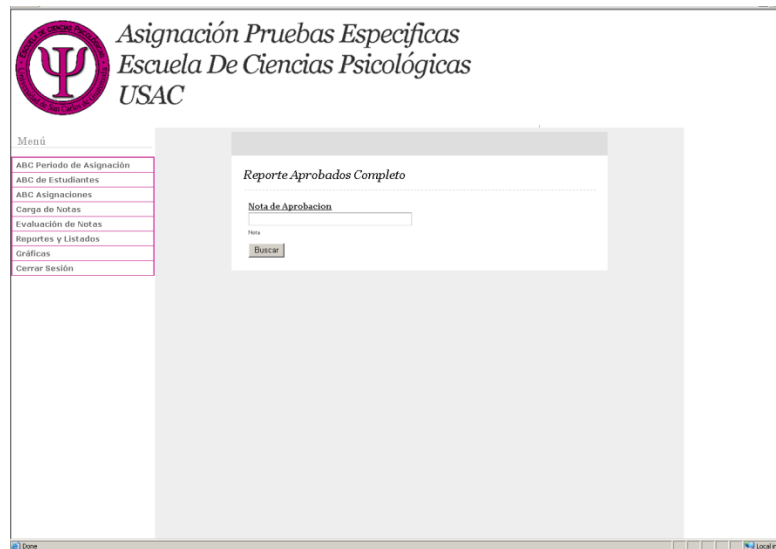 Asignación Pruebas Especificas
Escuela De Ciencias Psicológicas
USAC
Menú
ABC Periodo de Asignación
ABC de Estudiantes
ABC Asignaciones
Carga de Notas
Evaluación de Notas
Reportes y Listados
Gráficas
Cerrar Sesión
Reporte Aprobados Completo
Nota de Aprobacion
Nota
Buscar
Done